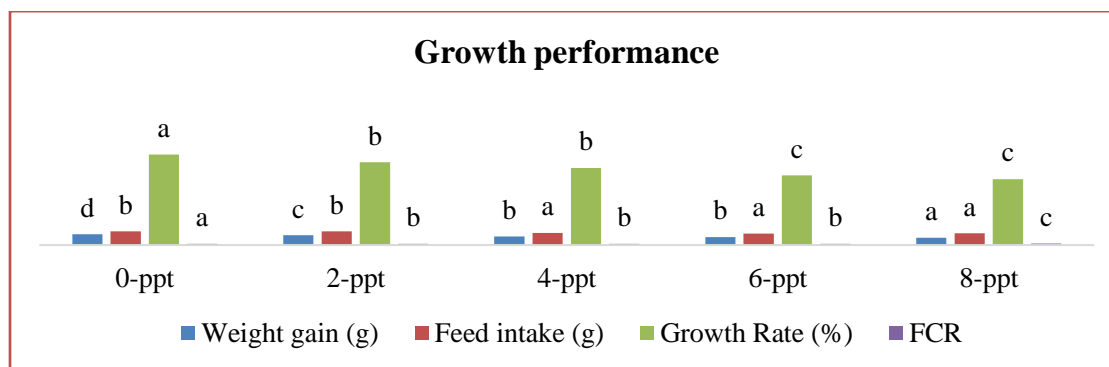 Growth performance
d b a a c b b b b a b b b a c b a a c c
0-ppt 2-ppt 4-ppt 6-ppt 8-ppt
Weight gain (g) Feed intake (g) Growth Rate (%) FCR